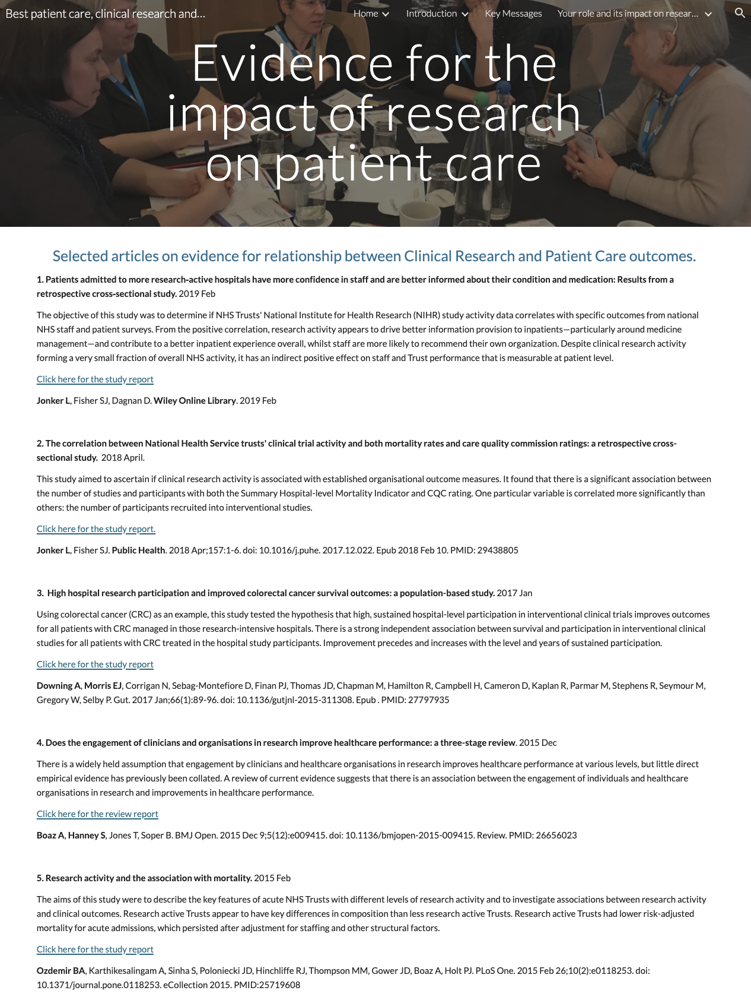 Best patient care, clinical research and...
Home
Introduction
Key Messages
Your role and its impact on resear...
Evidence for the
impact of research
on patient care
Selected articles on evidence for relationship between Clinical Research and Patient Care outcomes.
1. Patients admitted to more research-active hospitals have more confidence in staff and are better informed about their condition and medication: Results from a
retrospective cross-sectional study. 2019 Feb
The objective of this study was to determine if NHS Trusts' National Institute for Health Research (NIHR) study activity data correlates with specific outcomes from national
NHS staff and patient surveys. From the positive correlation, research activity appears to drive better information provision to inpatients—particularly around medicine
management—and contribute to a better inpatient experience overall, whilst staff are more likely to recommend their own organization. Despite clinical research activity
forming a very small fraction of overall NHS activity, it has an indirect positive effect on staff and Trust performance that is measurable at patient level.
Click here for the study report
Jonker L, Fisher SJ, Dagnan D. Wiley Online Library. 2019 Feb
2. The correlation between National Health Service trusts' clinical trial activity and both mortality rates and care quality commission ratings: a retrospective cross-
sectional study.  2018 April.
This study aimed to ascertain if clinical research activity is associated with established organisational outcome measures. It found that there is a significant association between
the number of studies and participants with both the Summary Hospital-level Mortality Indicator and CQC rating. One particular variable is correlated more significantly than
others: the number of participants recruited into interventional studies.
Click here for the study report.
Jonker L, Fisher SJ. Public Health. 2018 Apr;157:1-6. doi: 10.1016/j.puhe. 2017.12.022. Epub 2018 Feb 10. PMID: 29438805
3.  High hospital research participation and improved colorectal cancer survival outcomes: a population-based study. 2017 Jan
Using colorectal cancer (CRC) as an example, this study tested the hypothesis that high, sustained hospital-level participation in interventional clinical trials improves outcomes
for all patients with CRC managed in those research-intensive hospitals. There is a strong independent association between survival and participation in interventional clinical
studies for all patients with CRC treated in the hospital study participants. Improvement precedes and increases with the level and years of sustained participation.
Click here for the study report
Downing A, Morris EJ, Corrigan N, Sebag-Montefiore D, Finan PJ, Thomas JD, Chapman M, Hamilton R, Campbell H, Cameron D, Kaplan R, Parmar M, Stephens R, Seymour M,
Gregory W, Selby P. Gut. 2017 Jan;66(1):89-96. doi: 10.1136/gutjnl-2015-311308. Epub . PMID: 27797935
4. Does the engagement of clinicians and organisations in research improve healthcare performance: a three-stage review. 2015 Dec
There is a widely held assumption that engagement by clinicians and healthcare organisations in research improves healthcare performance at various levels, but little direct
empirical evidence has previously been collated. A review of current evidence suggests that there is an association between the engagement of individuals and healthcare
organisations in research and improvements in healthcare performance.
Click here for the review report
Boaz A, Hanney S, Jones T, Soper B. BMJ Open. 2015 Dec 9;5(12):e009415. doi: 10.1136/bmjopen-2015-009415. Review. PMID: 26656023
5. Research activity and the association with mortality. 2015 Feb
The aims of this study were to describe the key features of acute NHS Trusts with different levels of research activity and to investigate associations between research activity
and clinical outcomes. Research active Trusts appear to have key differences in composition than less research active Trusts. Research active Trusts had lower risk-adjusted
mortality for acute admissions, which persisted after adjustment for staffing and other structural factors.
Click here for the study report
Ozdemir BA, Karthikesalingam A, Sinha S, Poloniecki JD, Hinchliffe RJ, Thompson MM, Gower JD, Boaz A, Holt PJ. PLoS One. 2015 Feb 26;10(2):e0118253. doi:
10.1371/journal.pone.0118253. eCollection 2015. PMID:25719608